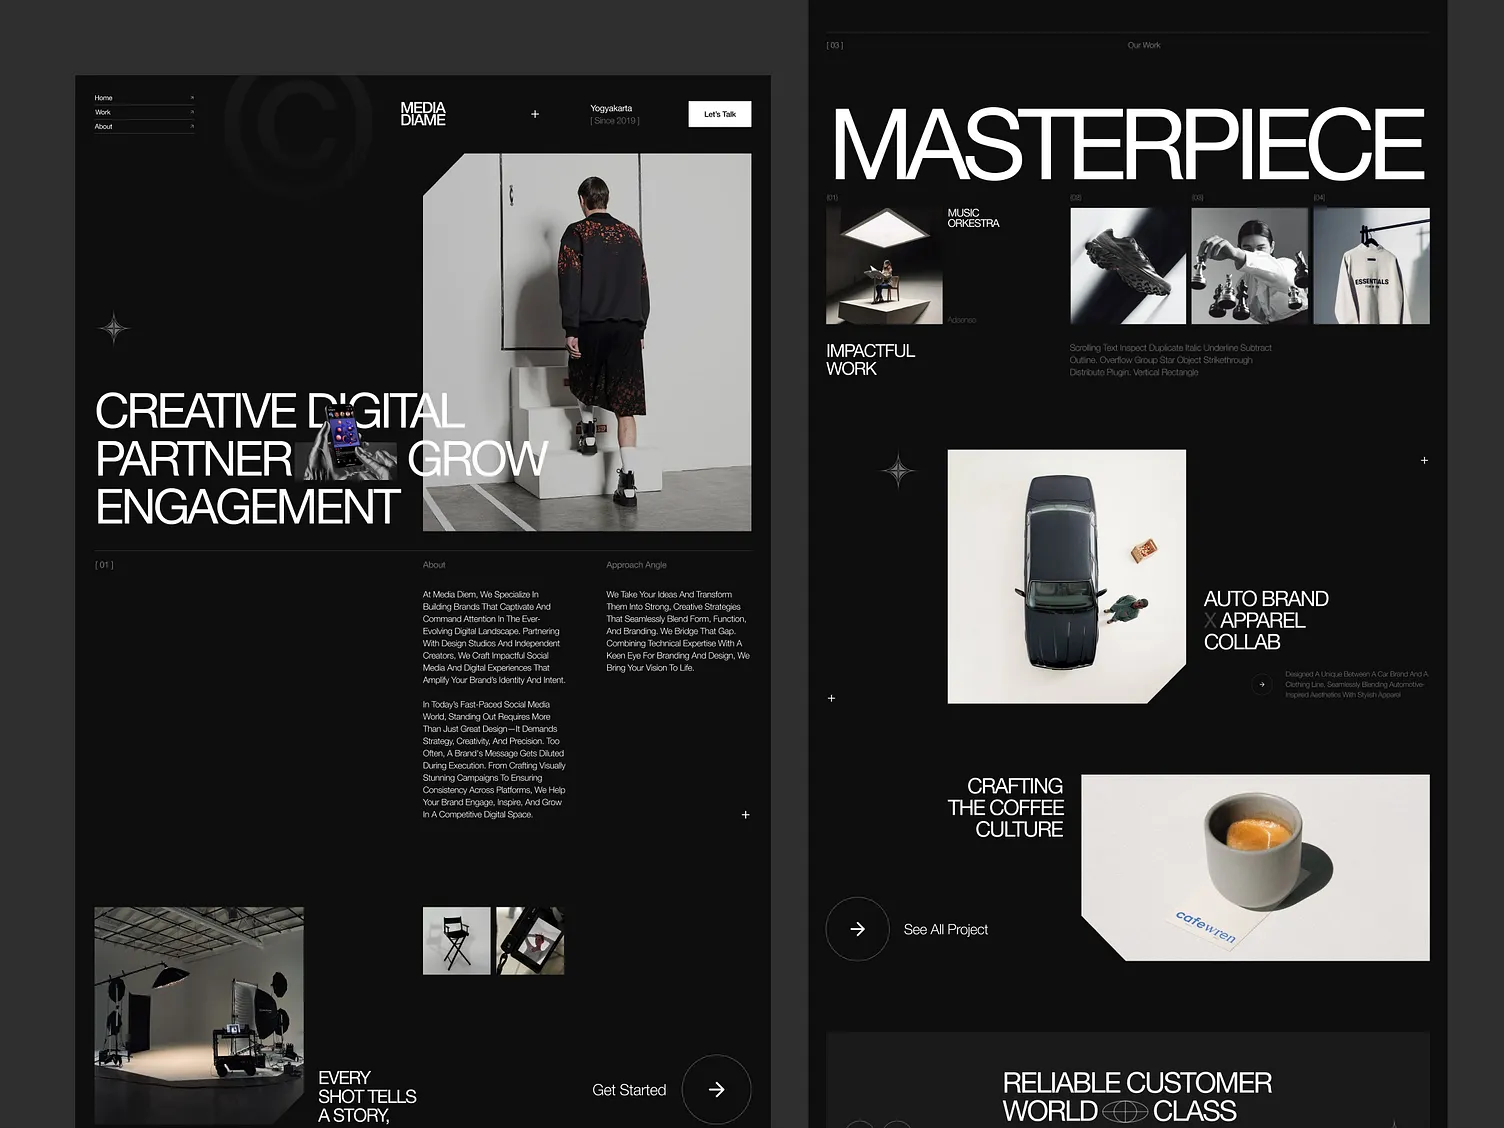 Home
Work
About
©
MEDIA
DIAME
Yogyakarta
[ Since 2019 ]
Let's Talk
CREATIVE DIGITAL
PARTNER GROW
ENGAGEMENT
[ 01 ]
About
Approach Angle
At Media Diem, We Specialize In
Building Brands That Captivate And
Command Attention In The Ever-
Evolving Digital Landscape. Partnering
With Design Studios And Independent
Creators, We Craft Impactful Social
Media And Digital Experiences That
Amplify Your Brand's Identity And Intent.
In Today's Fast-Paced Social Media
World, Standing Out Requires More
Than Just Great Design—It Demands
Strategy, Creativity, And Precision. Too
Often, A Brand's Message Gets Diluted
During Execution. From Crafting Visually
Stunning Campaigns To Ensuring
Consistency Across Platforms, We Help
Your Brand Engage, Inspire, And Grow
In A Competitive Digital Space.
We Take Your Ideas And Transform
Them Into Strong, Creative Strategies
That Seamlessly Blend Form, Function,
And Branding. We Bridge That Gap.
Combining Technical Expertise With A
Keen Eye For Branding And Design, We
Bring Your Vision To Life.
EVERY
SHOT TELLS
A STORY,
Get Started
[ 03 ]
Our Work
MASTERPIECE
(01)
MUSIC
ORKESTRA
Adsense
(02)
(03)
(04)
ESSENTIALS
IMPACTFUL
WORK
Scrolling Text Inspect Duplicate Italic Underline Subtract
Outline. Overflow Group Star Object Strikethrough
Distribute Plugin. Vertical Rectangle
AUTO BRAND
X APPAREL
COLLAB
Designed A Unique Between A Car Brand And A
Clothing Line, Seamlessly Blending Automotive-
Inspired Aesthetics With Stylish Apparel
CRAFTING
THE COFFEE
CULTURE
cafewren
See All Project
RELIABLE CUSTOMER
WORLD CLASS